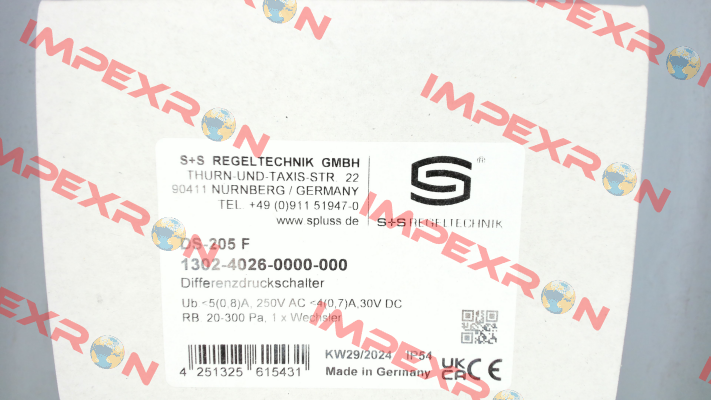 S+S REGELTECHNIK GMBH
THURN-UND-TAXIS-STR. 22
90411 NÜRNBERG / GERMANY
TEL. +49 (0)911 51947-0
www.spluss.de
S de
S+S REGELTECHNIK
DS-205 F
1302-4026-0000-000
Differenzdruckschalter
Ub <5(0,8)A, 250V AC <4(0,7)A,30V DC
RB. 20-300 Pa, 1 x Wechsler
4 251325 615431
KW29/2024 IP54
Made in Germany
UK CA CE
IMPEXRON
IMPEXRON
IMPEXRON
IMPEXRON
IMPEXRON
IMPEXRON